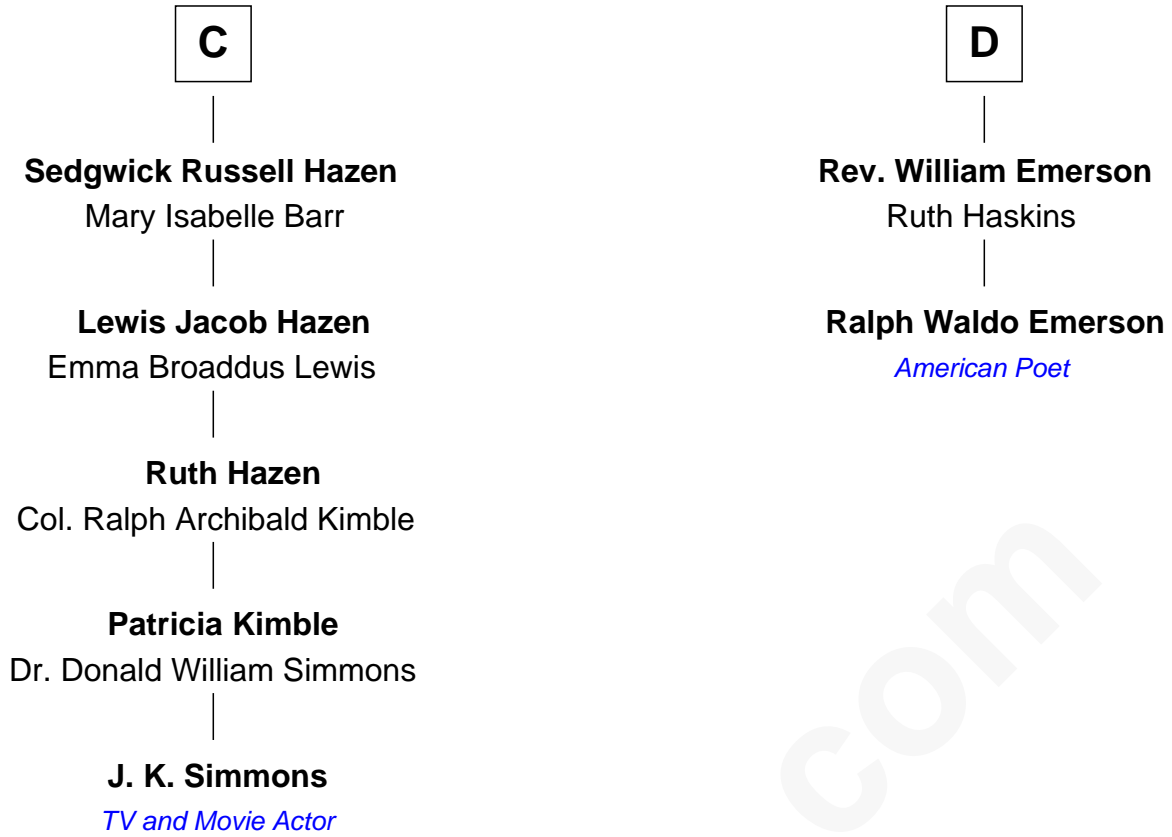 C
Sedgwick Russell Hazen
Mary Isabelle Barr
Lewis Jacob Hazen
Emma Broaddus Lewis
Ruth Hazen
Col. Ralph Archibald Kimble
Patricia Kimble
Dr. Donald William Simmons
J. K. Simmons
TV and Movie Actor
D
Rev. William Emerson
Ruth Haskins
Ralph Waldo Emerson
American Poet
com